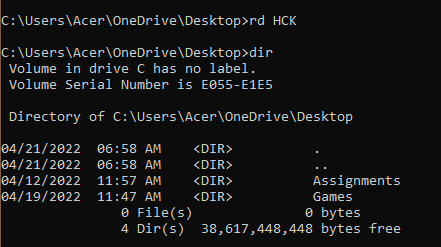 C:\Users\Acer\OneDrive\Desktop>rd HCK
C:\Users\Acer\OneDrive\Desktop>dir
 Volume in drive C has no label.
 Volume Serial Number is E055-E1E5
 Directory of C:\Users\Acer\OneDrive\Desktop
04/21/2022  06:58 AM    <DIR>          .
04/21/2022  06:58 AM    <DIR>          ..
04/12/2022  11:57 AM    <DIR>          Assignments
04/19/2022  11:47 AM    <DIR>          Games
               0 File(s)              0 bytes
               4 Dir(s)  38,617,448,448 bytes free